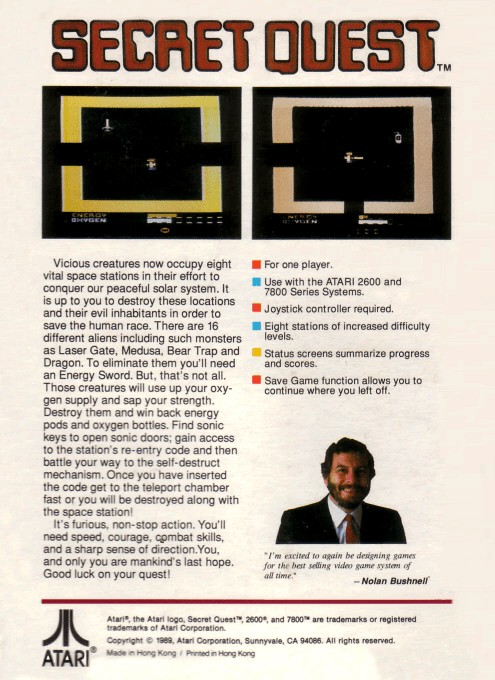 SECRET QUEST™
ENERGY
OXYGEN
ENERGY
OXYGEN
Vicious creatures now occupy eight
vital space stations in their effort to
conquer our peaceful solar system. It
is up to you to destroy these locations
and their evil inhabitants in order to
save the human race. There are 16
different aliens including such monsters
as Laser Gate, Medusa, Bear Trap and
Dragon. To eliminate them you'll need
an Energy Sword. But, that's not all.
Those creatures will use up your oxy-
gen supply and sap your strength.
Destroy them and win back energy
pods and oxygen bottles. Find sonic
keys to open sonic doors; gain access
to the station's re-entry code and then
battle your way to the self-destruct
mechanism. Once you have inserted
the code get to the teleport chamber
fast or you will be destroyed along with
the space station!
It's furious, non-stop action. You'll
need speed, courage, combat skills,
and a sharp sense of direction.You,
and only you are mankind's last hope.
Good luck on your quest!
For one player.
Use with the ATARI 2600 and
7800 Series Systems.
Joystick controller required.
Eight stations of increased difficulty
levels.
Status screens summarize progress
and scores.
Save Game function allows you to
continue where you left off.
"I'm excited to again be designing games
for the best selling video game system of
all time."
– Nolan Bushnell
ATARI®
Atari®, the Atari logo, Secret Quest™, 2600®, and 7800™ are trademarks or registered
trademarks of Atari Corporation.
Copyright © 1989, Atari Corporation, Sunnyvale, CA 94086. All rights reserved.
Made in Hong Kong / Printed in Hong Kong